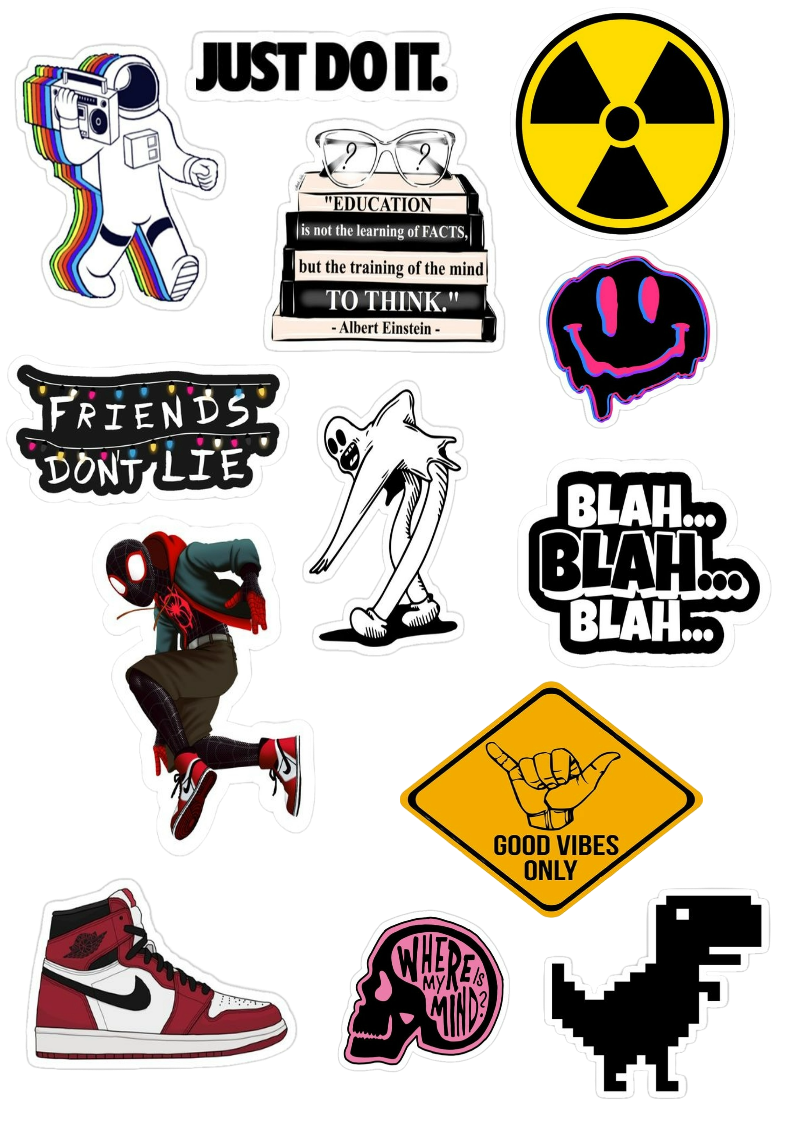 JUST DO IT.
? ?
"EDUCATION
is not the learning of FACTS,
but the training of the mind
TO THINK."
- Albert Einstein -
FRIENDS
DON'T LIE
BLAH...
BLAH...
BLAH...
GOOD VIBES
ONLY
WHERE IS
MY
MIND?